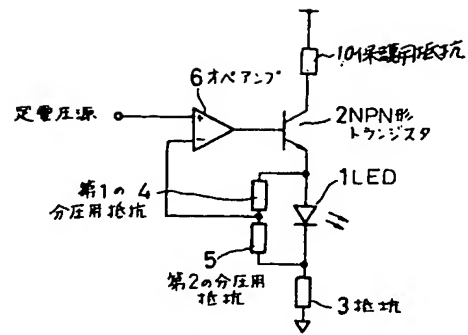 10保護用抵抗
6オペアンプ
定電圧源
+
-
2NPN形
トランジスタ
第1の 4
分圧用抵抗
1LED
5
第2の分圧用
抵抗
3抵抗